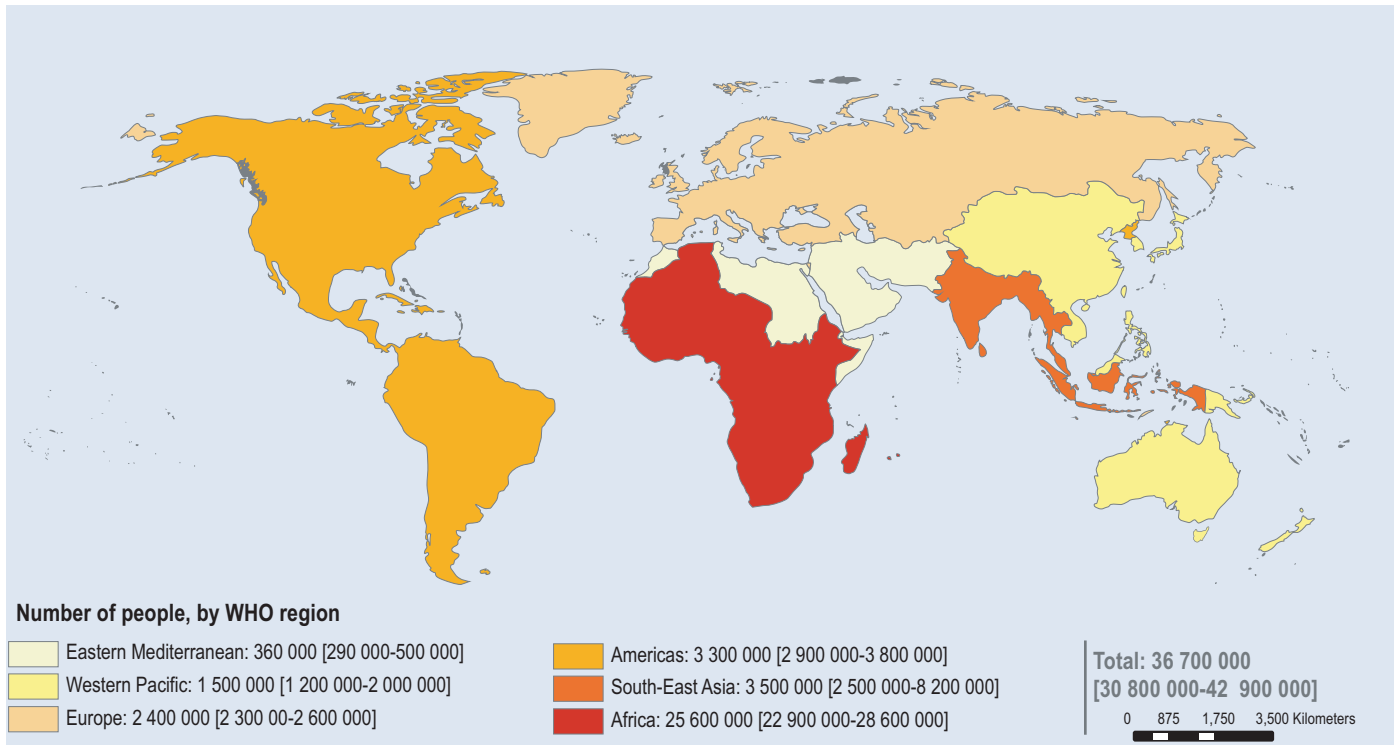 Number of people, by WHO region
Eastern Mediterranean: 360 000 [290 000-500 000]
Western Pacific: 1 500 000 [1 200 000-2 000 000]
Europe: 2 400 000 [2 300 00-2 600 000]
Americas: 3 300 000 [2 900 000-3 800 000]
South-East Asia: 3 500 000 [2 500 000-8 200 000]
Africa: 25 600 000 [22 900 000-28 600 000]
Total: 36 700 000
[30 800 000-42 900 000]
0 875 1,750 3,500 Kilometers